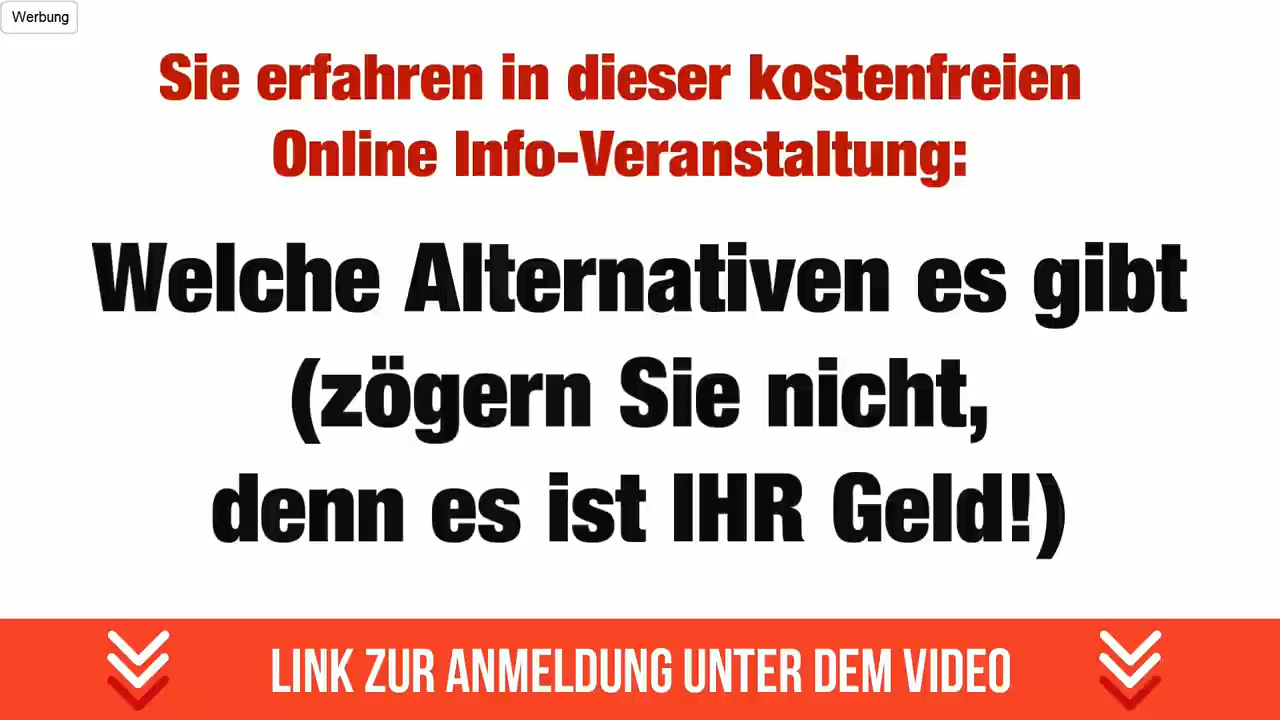 Werbung
Sie erfahren in dieser kostenfreien
Online Info-Veranstaltung:
Welche Alternativen es gibt
(zögern Sie nicht,
denn es ist IHR Geld!)
LINK ZUR ANMELDUNG UNTER DEM VIDEO